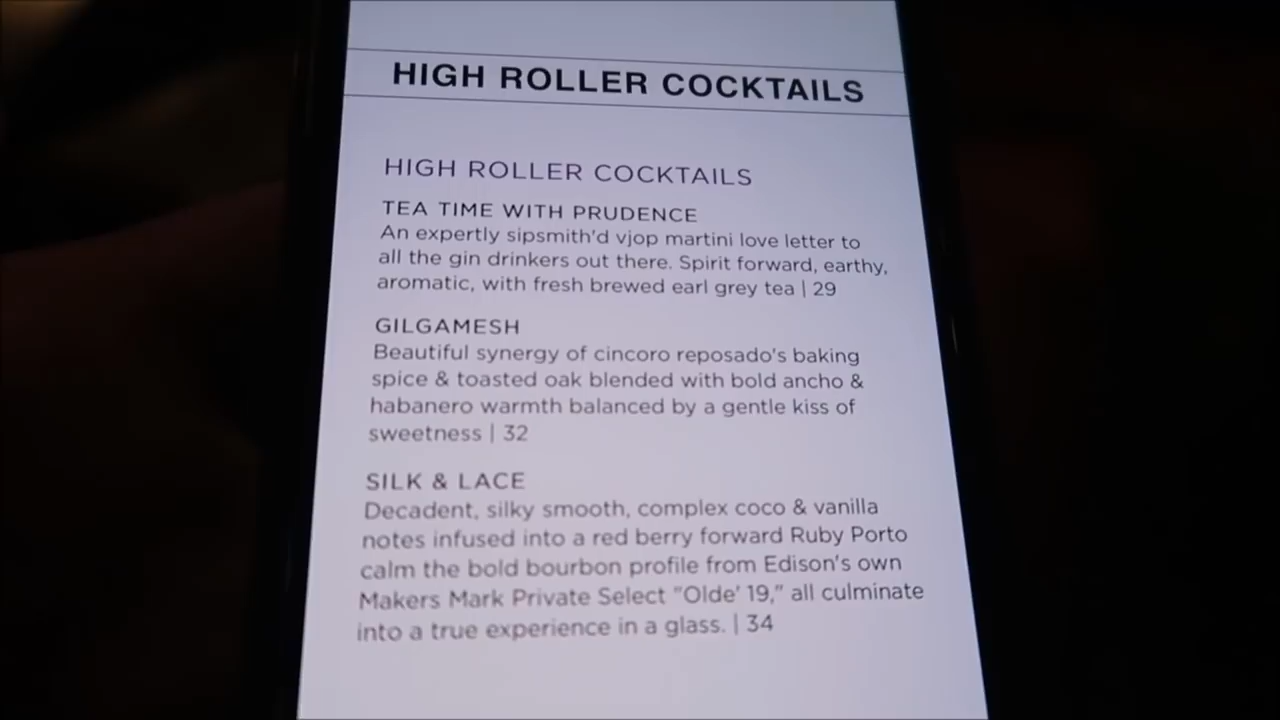 HIGH ROLLER COCKTAILS
HIGH ROLLER COCKTAILS
TEA TIME WITH PRUDENCE
An expertly sipsmith'd vjop martini love letter to
all the gin drinkers out there. Spirit forward, earthy,
aromatic, with fresh brewed earl grey tea | 29
GILGAMESH
Beautiful synergy of cincoro reposado's baking
spice & toasted oak blended with bold ancho &
habanero warmth balanced by a gentle kiss of
sweetness | 32
SILK & LACE
Decadent, silky smooth, complex coco & vanilla
notes infused into a red berry forward Ruby Porto
calm the bold bourbon profile from Edison's own
Makers Mark Private Select "Olde' 19," all culminate
into a true experience in a glass. | 34